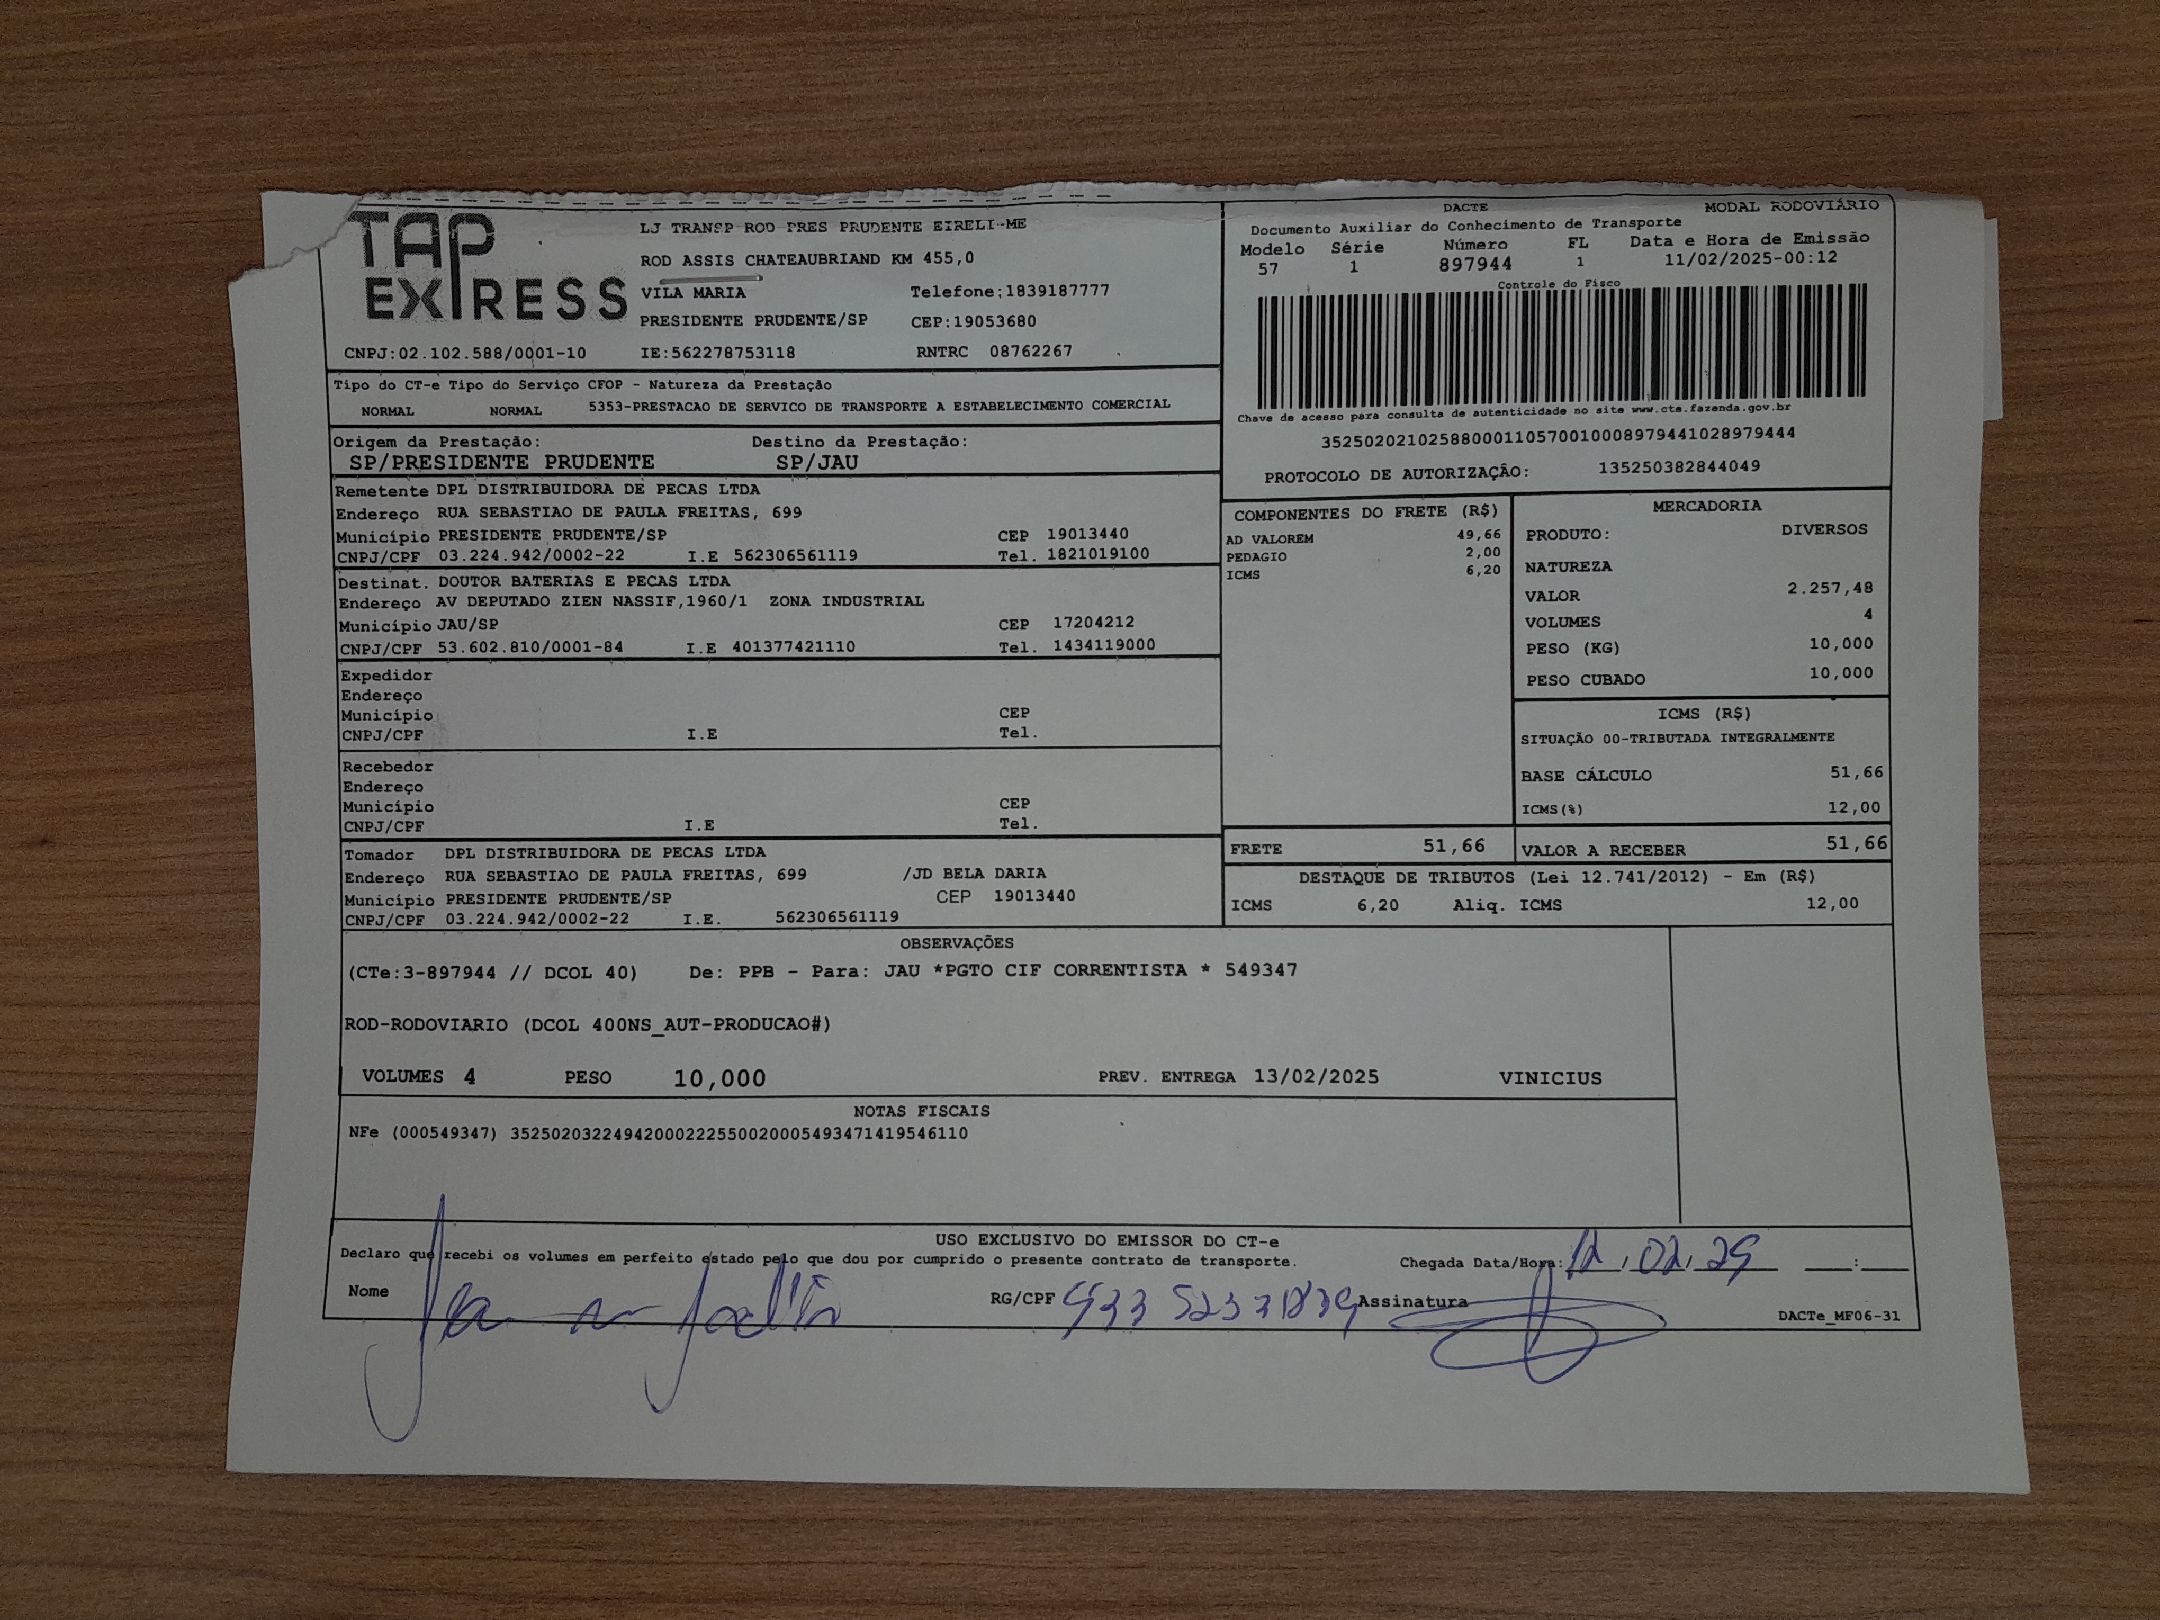 TAP
EXPRESS
LJ TRANSP ROD PRES PRUDENTE EIRELI-ME
ROD ASSIS CHATEAUBRIAND KM 455,0
VILA MARIA Telefone:1839187777
PRESIDENTE PRUDENTE/SP CEP:19053680
CNPJ:02.102.588/0001-10 IE:562278753118 RNTRC 08762267
DACTE MODAL RODOVIÁRIO
Documento Auxiliar do Conhecimento de Transporte
Modelo Série Número FL Data e Hora de Emissão
57 1 897944 1 11/02/2025-00:12
Controle do Fisco
Chave de acesso para consulta de autenticidade no site www.cte.fazenda.gov.br
35250202102588000110570010008979441028979444
PROTOCOLO DE AUTORIZAÇÃO: 135250382844049
Tipo do CT-e Tipo do Serviço CFOP - Natureza da Prestação
NORMAL NORMAL 5353-PRESTACAO DE SERVICO DE TRANSPORTE A ESTABELECIMENTO COMERCIAL
Origem da Prestação: Destino da Prestação:
SP/PRESIDENTE PRUDENTE SP/JAU
Remetente DPL DISTRIBUIDORA DE PECAS LTDA
Endereço RUA SEBASTIAO DE PAULA FREITAS, 699
Município PRESIDENTE PRUDENTE/SP CEP 19013440
CNPJ/CPF 03.224.942/0002-22 I.E 562306561119 Tel. 1821019100
Destinat. DOUTOR BATERIAS E PECAS LTDA
Endereço AV DEPUTADO ZIEN NASSIF,1960/1 ZONA INDUSTRIAL
Município JAU/SP CEP 17204212
CNPJ/CPF 53.602.810/0001-84 I.E 401377421110 Tel. 1434119000
Expedidor
Endereço
Município CEP
CNPJ/CPF I.E Tel.
Recebedor
Endereço
Município CEP
CNPJ/CPF I.E Tel.
Tomador DPL DISTRIBUIDORA DE PECAS LTDA
Endereço RUA SEBASTIAO DE PAULA FREITAS, 699 /JD BELA DARIA
Município PRESIDENTE PRUDENTE/SP CEP 19013440
CNPJ/CPF 03.224.942/0002-22 I.E. 562306561119
COMPONENTES DO FRETE (R$)
AD VALOREM 49,66
PEDAGIO 2,00
ICMS 6,20
MERCADORIA
PRODUTO: DIVERSOS
NATUREZA
VALOR 2.257,48
VOLUMES 4
PESO (KG) 10,000
PESO CUBADO 10,000
ICMS (R$)
SITUAÇÃO 00-TRIBUTADA INTEGRALMENTE
BASE CÁLCULO 51,66
ICMS(%) 12,00
FRETE 51,66 VALOR A RECEBER 51,66
DESTAQUE DE TRIBUTOS (Lei 12.741/2012) - Em (R$)
ICMS 6,20 Aliq. ICMS 12,00
OBSERVAÇÕES
(CTe:3-897944 // DCOL 40) De: PPB - Para: JAU *PGTO CIF CORRENTISTA * 549347
ROD-RODOVIARIO (DCOL 400NS_AUT-PRODUCAO#)
VOLUMES 4 PESO 10,000 PREV. ENTREGA 13/02/2025 VINICIUS
NOTAS FISCAIS
NFe (000549347) 35250203224942000222550020005493471419546110
USO EXCLUSIVO DO EMISSOR DO CT-e
Declaro que recebi os volumes em perfeito estado pelo que dou por cumprido o presente contrato de transporte. Chegada Data/Hora: 12.02.25
Nome RG/CPF Assinatura
DACTe_MF06-31